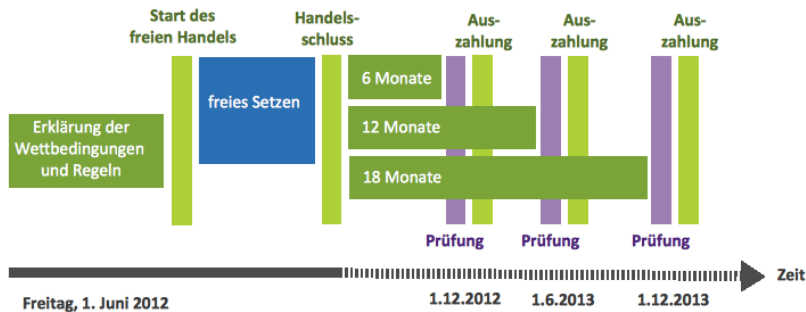 Start des
freien Handels
Handels-
schluss
Aus-
zahlung
Aus-
zahlung
Aus-
zahlung
6 Monate
freies Setzen
12 Monate
Erklärung der
Wettbedingungen
und Regeln
18 Monate
Prüfung
Prüfung
Prüfung
Zeit
Freitag, 1. Juni 2012
1.12.2012
1.6.2013
1.12.2013